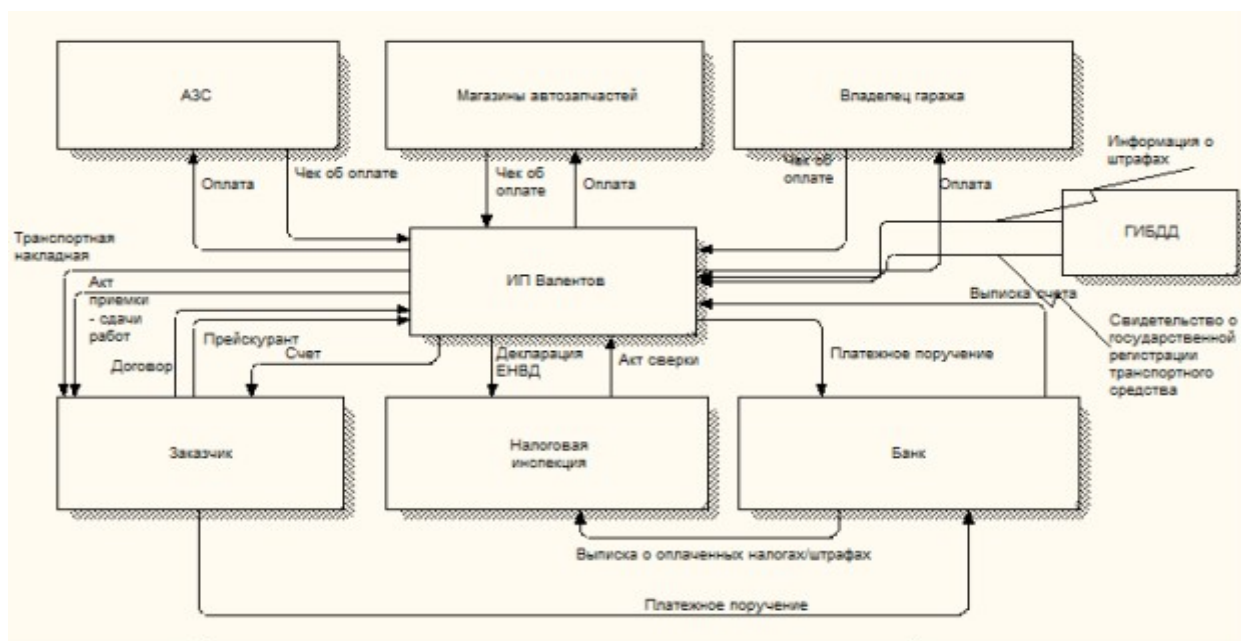 АЗС
Магазины автозапчастей
Владелец гаража
Информация о
штрафах
Чек об оплате
Оплата
Чек об
оплате
Оплата
Чек об
оплате
Оплата
ГИБДД
Транспортная
накладная
ИП Валентов
Акт
приемки
- сдачи
работ
Выписка счета
Прейскурант
Счет
Договор
Декларация
ЕНВД
Акт сверки
Платежное поручение
Свидетельство о
государственной
регистрации
транспортного
средства
Заказчик
Налоговая
инспекция
Банк
Выписка о оплаченных налогах/штрафах
Платежное поручение